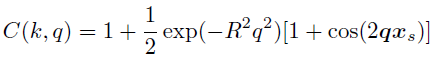 C(k, q) = 1 + \frac{1}{2} \exp(-R^2 q^2)[1 + \cos(2\boldsymbol{q}\boldsymbol{x}_s)]